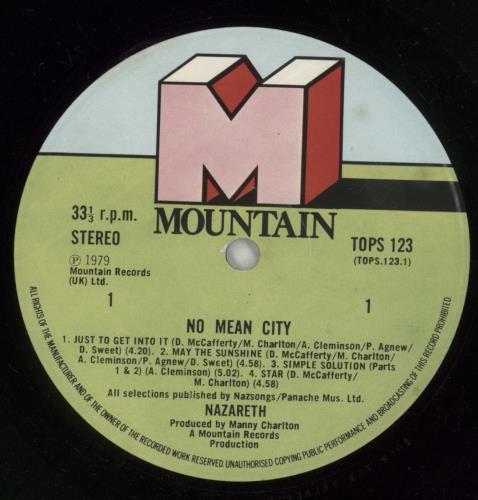 M
MOUNTAIN
33⅓ r.p.m.
STEREO
Ⓟ 1979
Mountain Records
(UK) Ltd.
1
TOPS 123
(TOPS.123.1)
1
NO MEAN CITY
1. JUST TO GET INTO IT (D. McCafferty/M. Charlton/A. Cleminson/P. Agnew/
D. Sweet) (4.20). 2. MAY THE SUNSHINE (D. McCafferty/M. Charlton/
A. Cleminson/P. Agnew/D. Sweet) (4.58). 3. SIMPLE SOLUTION (Parts
1 & 2) (A. Cleminson) (5.02). 4. STAR (D. McCafferty/
M. Charlton) (4.58)
All selections published by Nazsongs/Panache Mus. Ltd.
NAZARETH
Produced by Manny Charlton
A Mountain Records
Production
ALL RIGHTS OF THE MANUFACTURER AND OF THE OWNER OF THE RECORDED WORK RESERVED. UNAUTHORISED COPYING PUBLIC PERFORMANCE AND BROADCASTING OF THIS RECORD PROHIBITED.